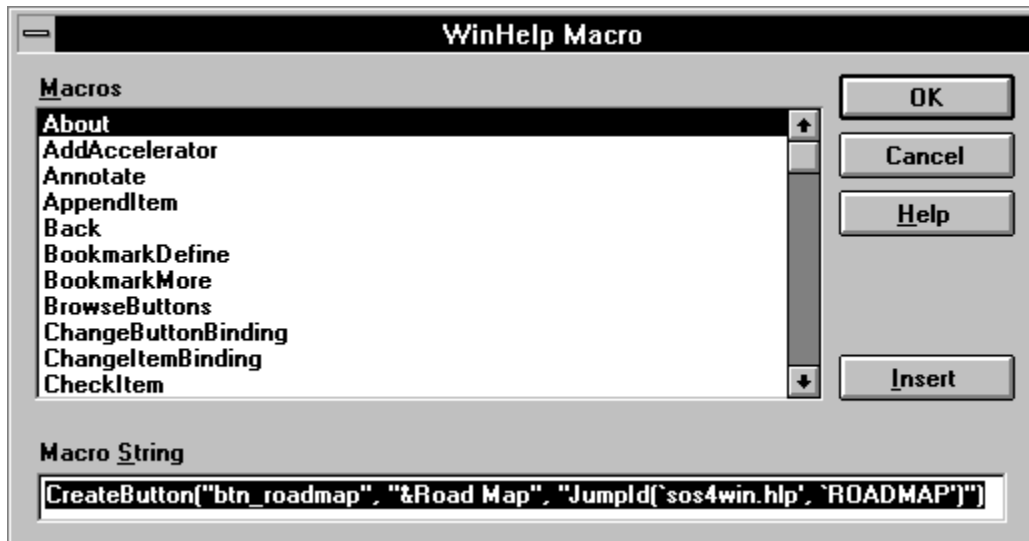 WinHelp Macro
Macros
About
AddAccelerator
Annotate
AppendItem
Back
BookmarkDefine
BookmarkMore
BrowseButtons
ChangeButtonBinding
ChangeItemBinding
CheckItem
OK
Cancel
Help
Insert
Macro String
CreateButton("btn_roadmap", "&Road Map", "JumpId(`sos4win.hlp', `ROADMAP')")